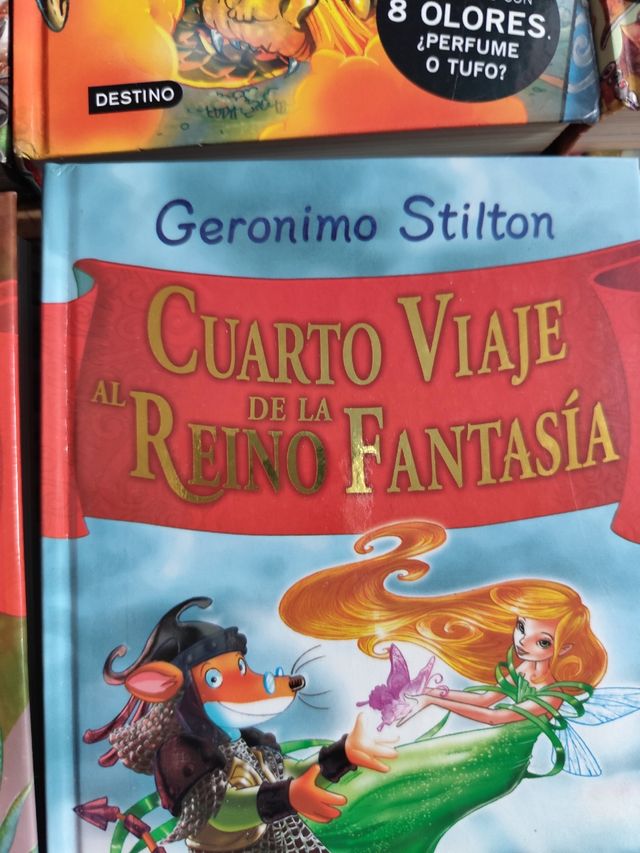 8 OLORES.
¿PERFUME
O TUFO?
DESTINO
Geronimo Stilton
CUARTO VIAJE
AL REINO DE LA FANTASÍA